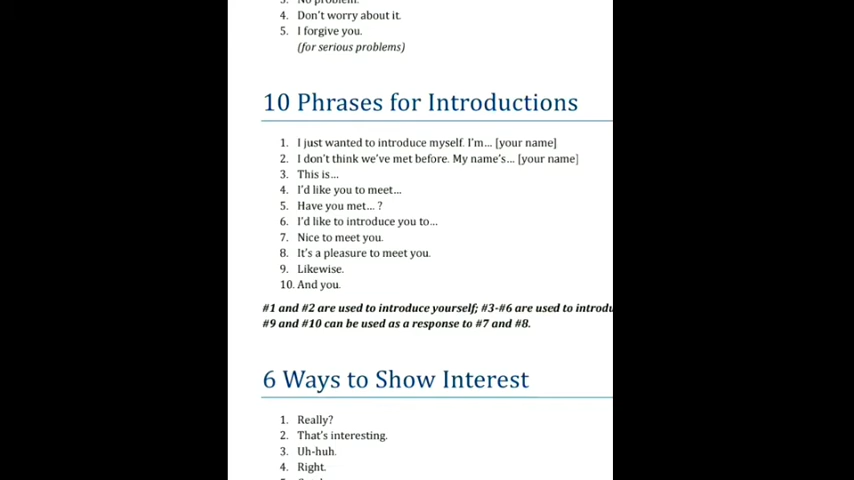 4. Don't worry about it.
5. I forgive you.
(for serious problems)
10 Phrases for Introductions
1. I just wanted to introduce myself. I'm… [your name]
2. I don't think we've met before. My name's… [your name]
3. This is…
4. I'd like you to meet…
5. Have you met… ?
6. I'd like to introduce you to…
7. Nice to meet you.
8. It's a pleasure to meet you.
9. Likewise.
10. And you.
#1 and #2 are used to introduce yourself; #3-#6 are used to
#9 and #10 can be used as a response to #7 and #8.
6 Ways to Show Interest
1. Really?
2. That's interesting.
3. Uh-huh.
4. Right.